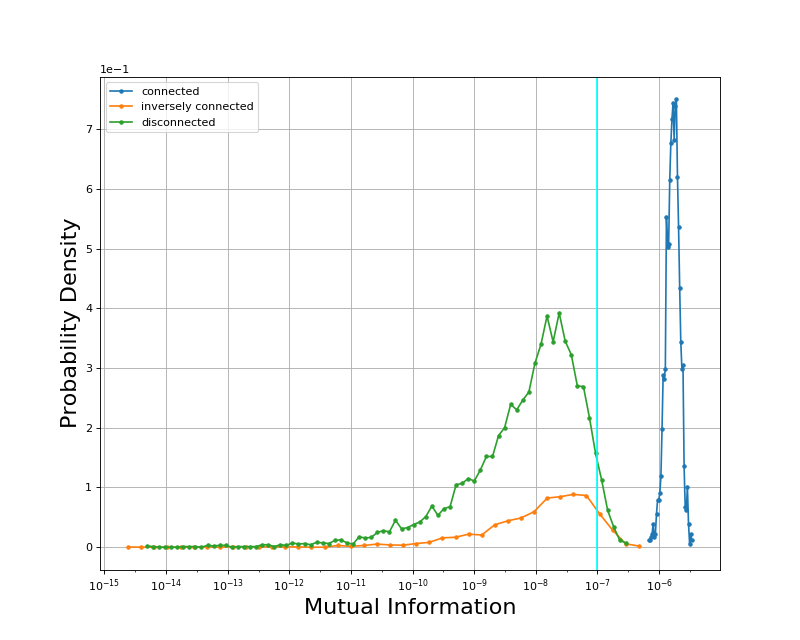 1e−1
connected
inversely connected
disconnected
7
6
5
4
3
2
1
0
Probability Density
10⁻¹⁵ 10⁻¹⁴ 10⁻¹³ 10⁻¹² 10⁻¹¹ 10⁻¹⁰ 10⁻⁹ 10⁻⁸ 10⁻⁷ 10⁻⁶
Mutual Information